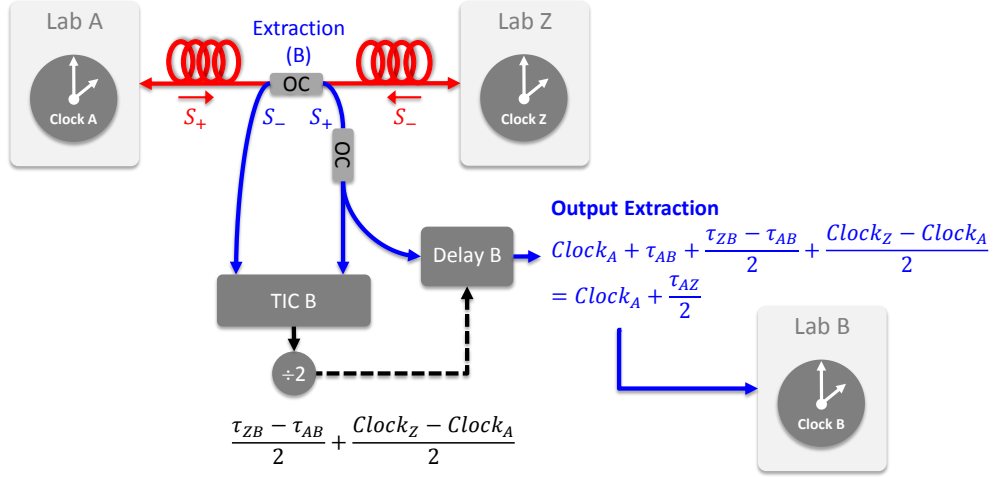 Lab A
Extraction
(B)
Lab Z
OC
Clock A
S₊
S₋
S₊
S₋
Clock Z
OC
Output Extraction
Clock_A + τ_AB + (τ_ZB − τ_AB)/2 + (Clock_Z − Clock_A)/2
= Clock_A + τ_AZ/2
Delay B
TIC B
Lab B
÷2
Clock B
(τ_ZB − τ_AB)/2 + (Clock_Z − Clock_A)/2